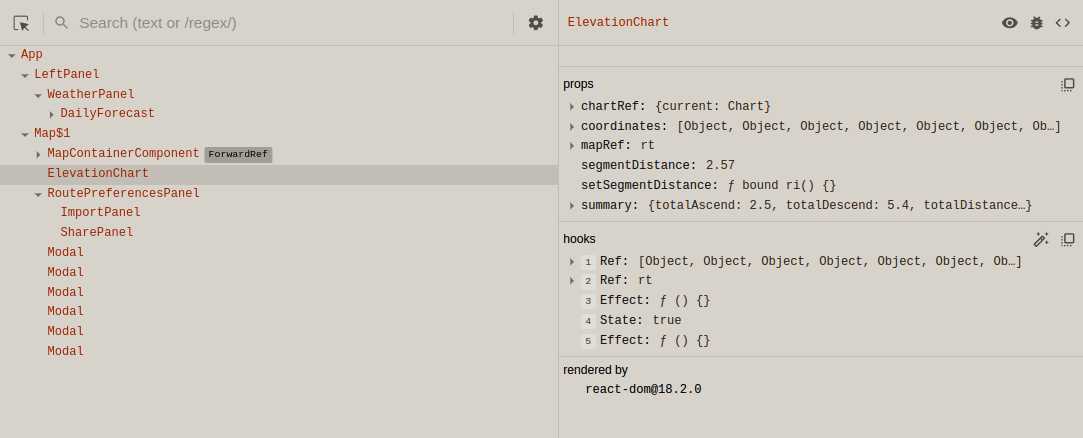 Search (text or /regex/)
App
LeftPanel
WeatherPanel
DailyForecast
Map$1
MapContainerComponent ForwardRef
ElevationChart
RoutePreferencesPanel
ImportPanel
SharePanel
Modal
Modal
Modal
Modal
Modal
Modal
ElevationChart
props
chartRef: {current: Chart}
coordinates: [Object, Object, Object, Object, Object, Object, Ob…]
mapRef: rt
segmentDistance: 2.57
setSegmentDistance: ƒ bound ri() {}
summary: {totalAscend: 2.5, totalDescend: 5.4, totalDistance…}
hooks
1 Ref: [Object, Object, Object, Object, Object, Object, Ob…]
2 Ref: rt
3 Effect: ƒ () {}
4 State: true
5 Effect: ƒ () {}
rendered by
react-dom@18.2.0